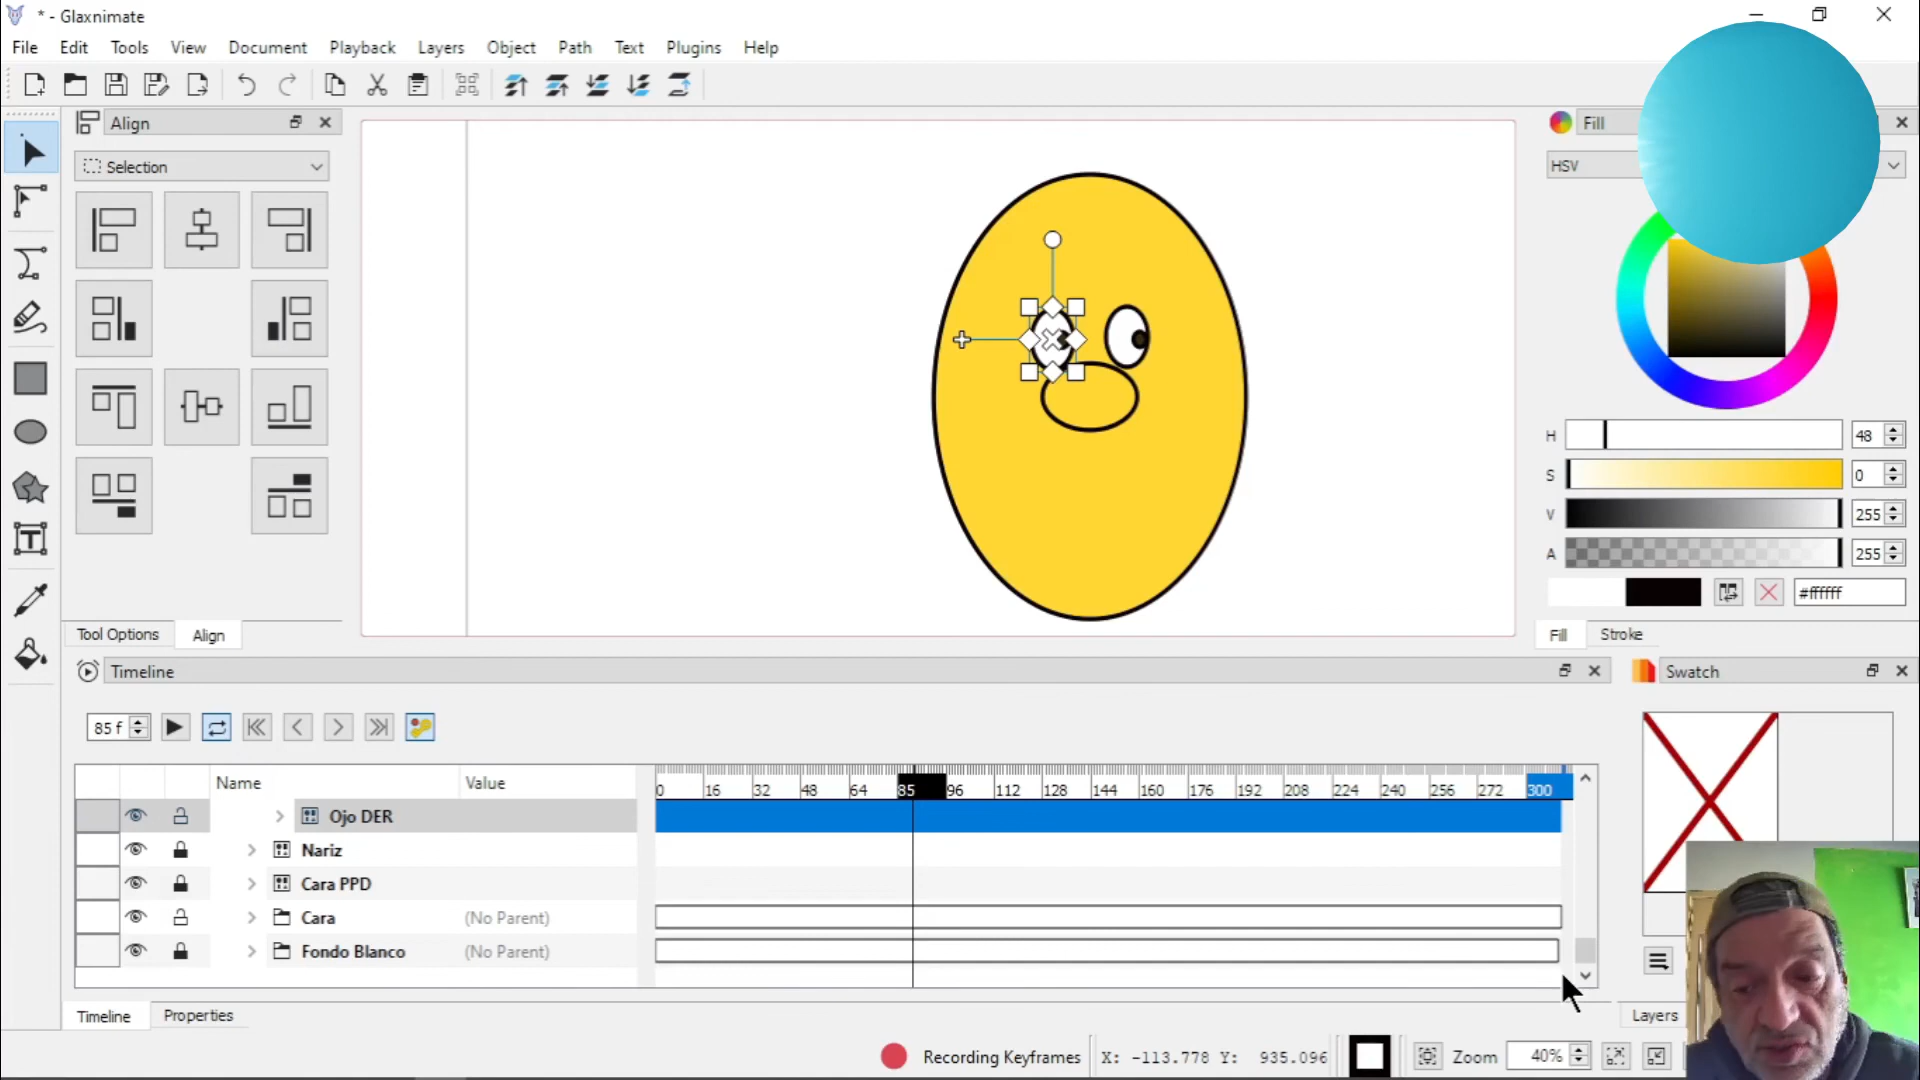 * - Glaxnimate
File Edit Tools View Document Playback Layers Object Path Text Plugins Help
Align
Fill
Selection
HSV
H 48
S 0
V 255
A 255
#ffffff
Tool Options Align
Fill Stroke
Timeline
Swatch
85 f
Name Value
0 16 32 48 64 85 96 112 128 144 160 176 192 208 224 240 256 272 300
Ojo DER
Nariz
Cara PPD
Cara (No Parent)
Fondo Blanco (No Parent)
Timeline Properties
Layers
Recording Keyframes X: -113.778 Y: 935.096 Zoom 40%